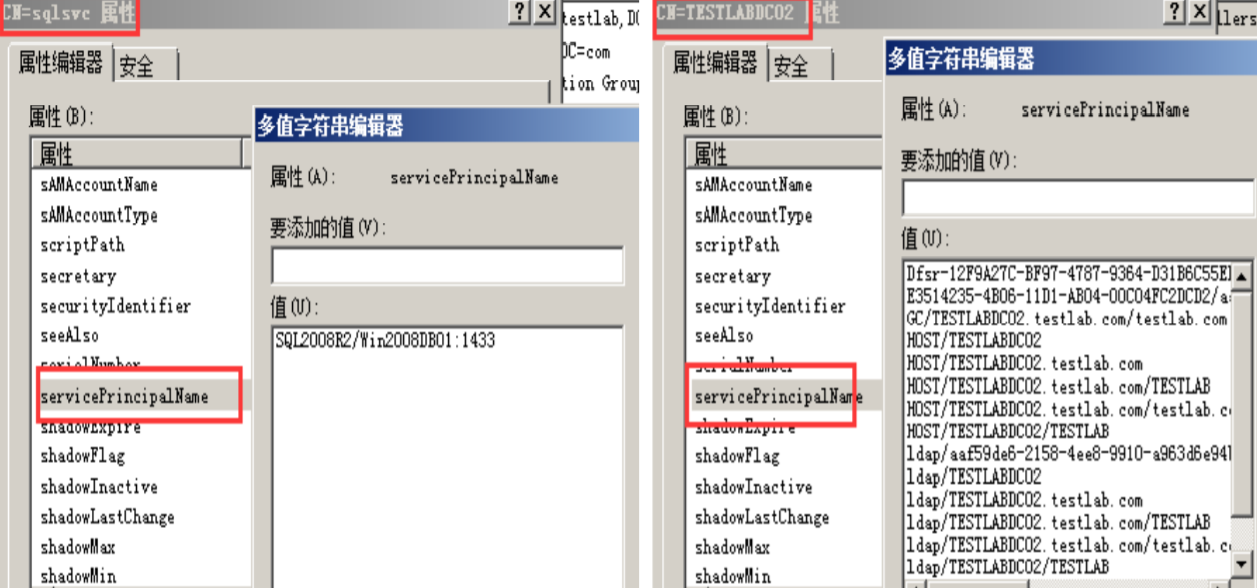 CN=sqlsvc 属性
testlab,DC
DC=com
属性编辑器
安全
tion Group
属性(B):
属性
sAMAccountName
sAMAccountType
scriptPath
secretary
securityIdentifier
seeAlso
serialNumber
servicePrincipalName
shadowExpire
shadowFlag
shadowInactive
shadowLastChange
shadowMax
shadowMin
多值字符串编辑器
属性(A): servicePrincipalName
要添加的值(V):
值(U):
SQL2008R2/Win2008DB01:1433
CN=TESTLABDC02 属性
llers
属性编辑器
安全
属性(B):
属性
sAMAccountName
sAMAccountType
scriptPath
secretary
securityIdentifier
seeAlso
serialNumber
servicePrincipalName
shadowExpire
shadowFlag
shadowInactive
shadowLastChange
shadowMax
shadowMin
多值字符串编辑器
属性(A): servicePrincipalName
要添加的值(V):
值(U):
Dfsr-12F9A27C-BF97-4787-9364-D31B6C55E
E3514235-4B06-11D1-AB04-00C04FC2DCD2/a
GC/TESTLABDC02.testlab.com/testlab.com
HOST/TESTLABDC02
HOST/TESTLABDC02.testlab.com
HOST/TESTLABDC02.testlab.com/TESTLAB
HOST/TESTLABDC02.testlab.com/testlab.c
HOST/TESTLABDC02/TESTLAB
ldap/aaf59de6-2158-4ee8-9910-a963d6e94
ldap/TESTLABDC02
ldap/TESTLABDC02.testlab.com
ldap/TESTLABDC02.testlab.com/TESTLAB
ldap/TESTLABDC02.testlab.com/testlab.c
ldap/TESTLABDC02/TESTLAB